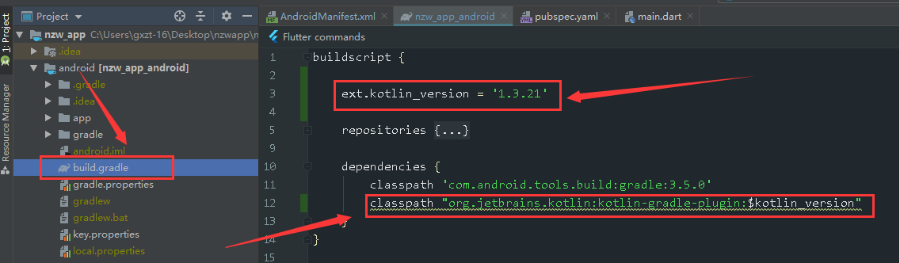 Project
nzw_app C:\Users\gxzt-16\Desktop\nzwapp\n
.idea
android [nzw_app_android]
.gradle
.idea
app
gradle
android.iml
build.gradle
gradle.properties
gradlew
gradlew.bat
key.properties
local.properties
1: Project
Resource Manager
AndroidManifest.xml
nzw_app_android
pubspec.yaml
main.dart
Flutter commands
1 buildscript {
2
3 ext.kotlin_version = '1.3.21'
4
5 repositories {...}
9
10 dependencies {
11 classpath 'com.android.tools.build:gradle:3.5.0'
12 classpath "org.jetbrains.kotlin:kotlin-gradle-plugin:$kotlin_version"
13 }
14 }